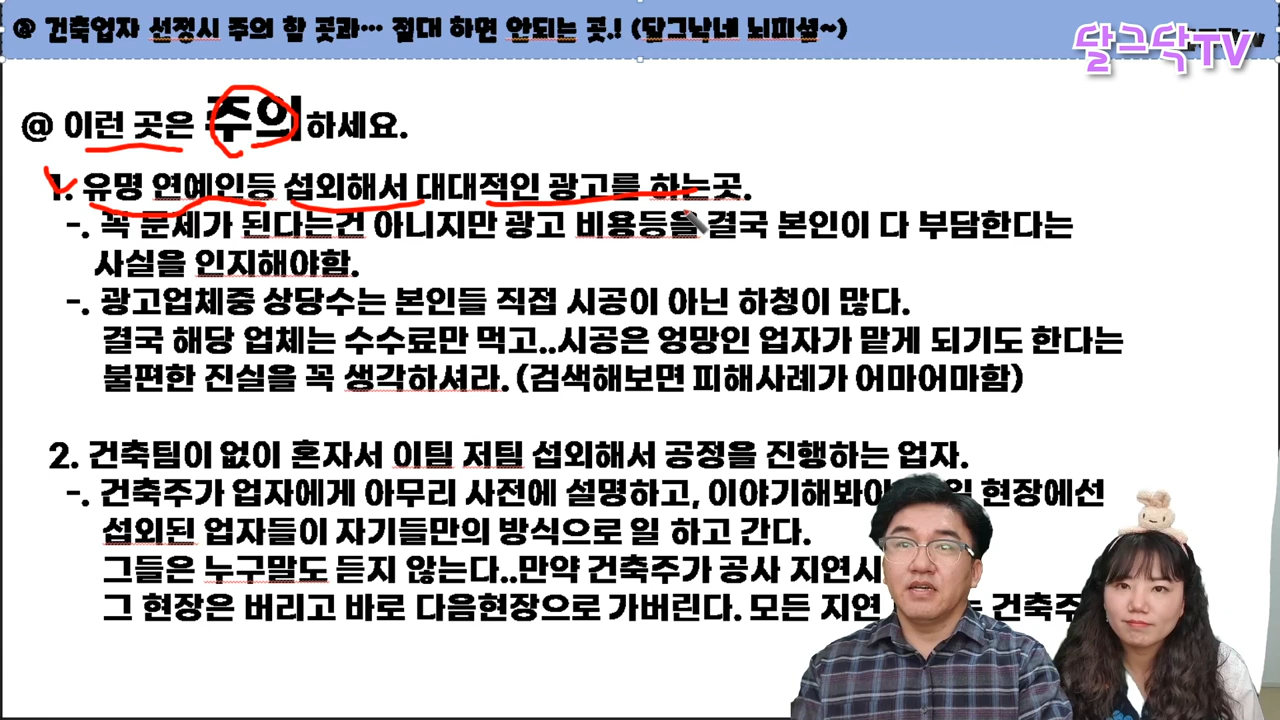 @ 건축업자 선정시 주의 할 곳과… 절대 하면 안되는 곳.! (달그닥네 뇌피셜~)
달그닥TV
@ 이런 곳은 주의하세요.
1. 유명 연예인등 섭외해서 대대적인 광고를 하는곳.
-. 꼭 문제가 된다는건 아니지만 광고 비용등을 결국 본인이 다 부담한다는
사실을 인지해야함.
-. 광고업체중 상당수는 본인들 직접 시공이 아닌 하청이 많다.
결국 해당 업체는 수수료만 먹고..시공은 엉망인 업자가 맡게 되기도 한다는
불편한 진실을 꼭 생각하셔라. (검색해보면 피해사례가 어마어마함)
2. 건축팀이 없이 혼자서 이팀 저팀 섭외해서 공정을 진행하는 업자.
-. 건축주가 업자에게 아무리 사전에 설명하고, 이야기해봐야 현장에선
섭외된 업자들이 자기들만의 방식으로 일 하고 간다.
그들은 누구말도 듣지 않는다..만약 건축주가 공사 지연시
그 현장은 버리고 바로 다음현장으로 가버린다. 모든 지연 건축주